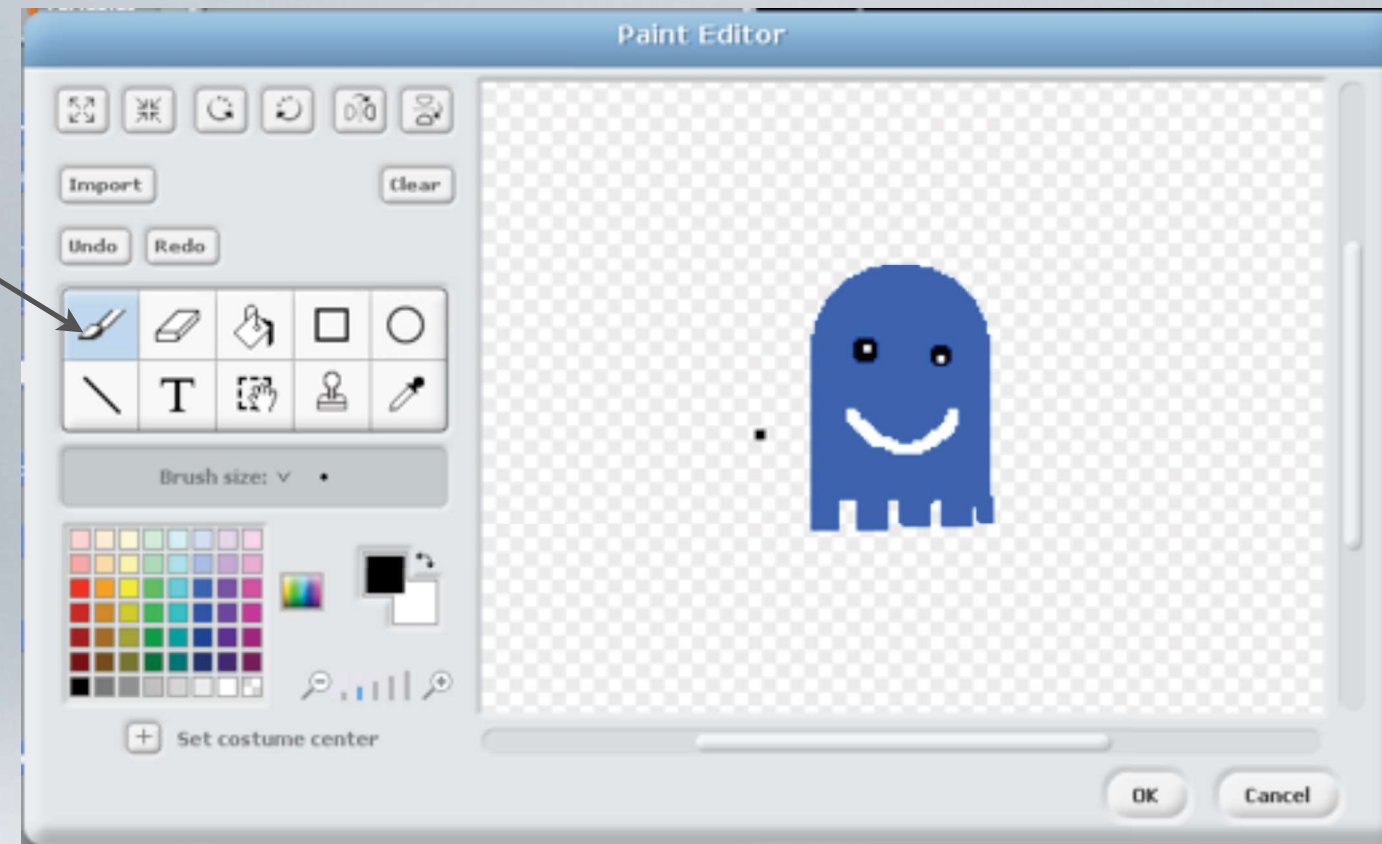 Paint Editor
Import
Clear
Undo Redo
T
Brush size:
Set costume center
OK
Cancel